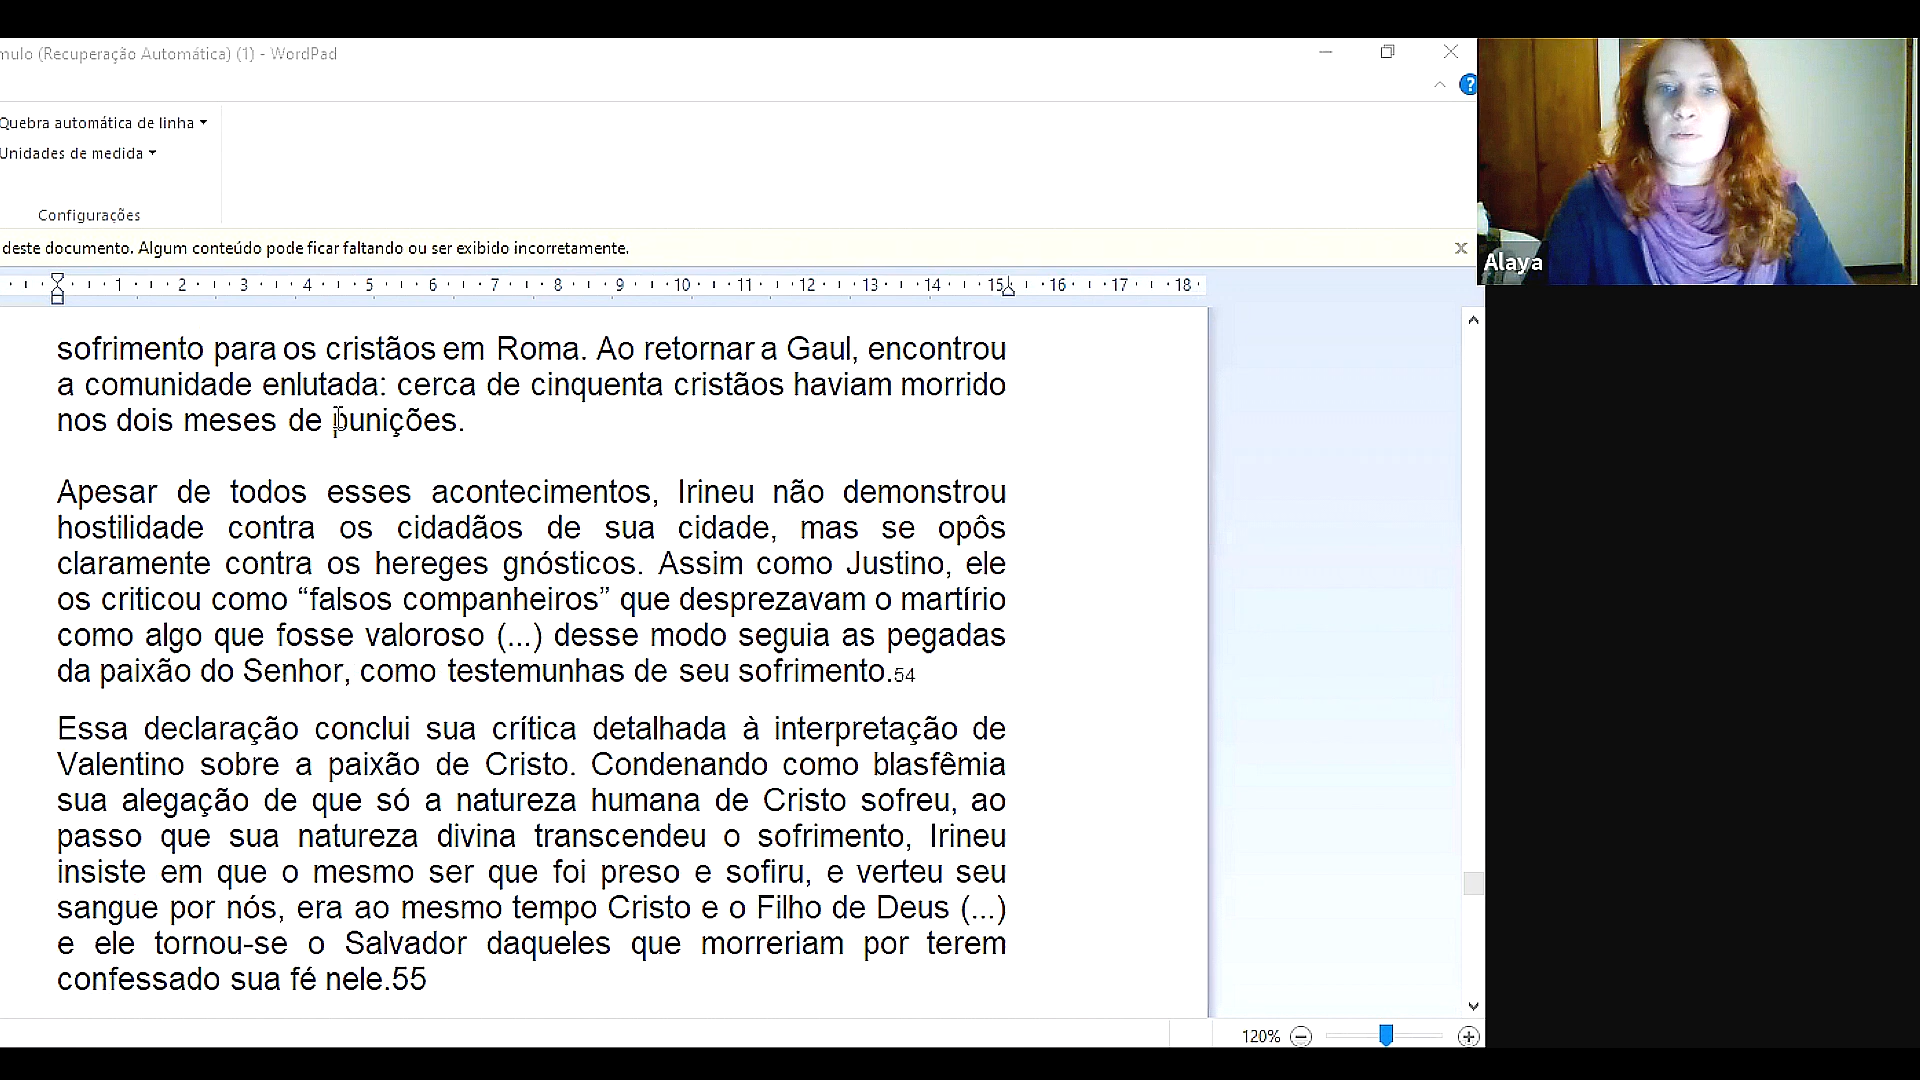 mulo (Recuperação Automática) (1) - WordPad
Quebra automática de linha
Unidades de medida
Configurações
deste documento. Algum conteúdo pode ficar faltando ou ser exibido incorretamente.
1 2 3 4 5 6 7 8 9 10 11 12 13 14 15 16 17 18
Alaya
sofrimento para os cristãos em Roma. Ao retornar a Gaul, encontrou
a comunidade enlutada: cerca de cinquenta cristãos haviam morrido
nos dois meses de punições.
Apesar de todos esses acontecimentos, Irineu não demonstrou
hostilidade contra os cidadãos de sua cidade, mas se opôs
claramente contra os hereges gnósticos. Assim como Justino, ele
os criticou como “falsos companheiros” que desprezavam o martírio
como algo que fosse valoroso (...) desse modo seguia as pegadas
da paixão do Senhor, como testemunhas de seu sofrimento.54
Essa declaração conclui sua crítica detalhada à interpretação de
Valentino sobre a paixão de Cristo. Condenando como blasfêmia
sua alegação de que só a natureza humana de Cristo sofreu, ao
passo que sua natureza divina transcendeu o sofrimento, Irineu
insiste em que o mesmo ser que foi preso e sofiru, e verteu seu
sangue por nós, era ao mesmo tempo Cristo e o Filho de Deus (...)
e ele tornou-se o Salvador daqueles que morreriam por terem
confessado sua fé nele.55
120%